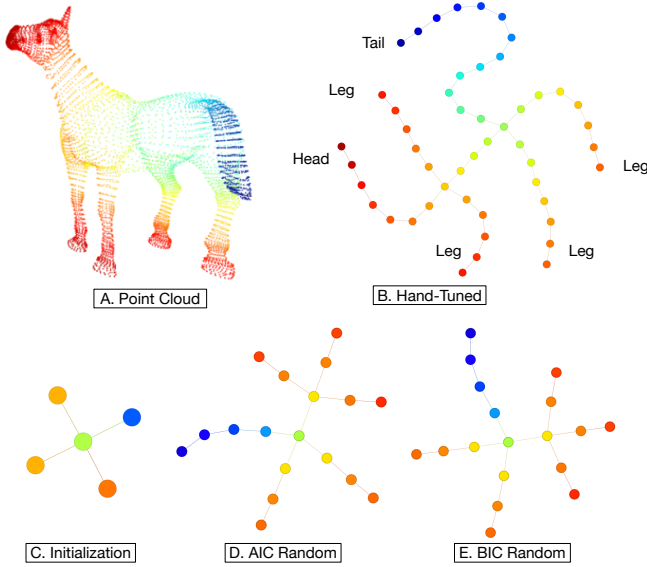 Tail
Leg
Head
Leg
Leg
Leg
A. Point Cloud
B. Hand-Tuned
C. Initialization
D. AIC Random
E. BIC Random